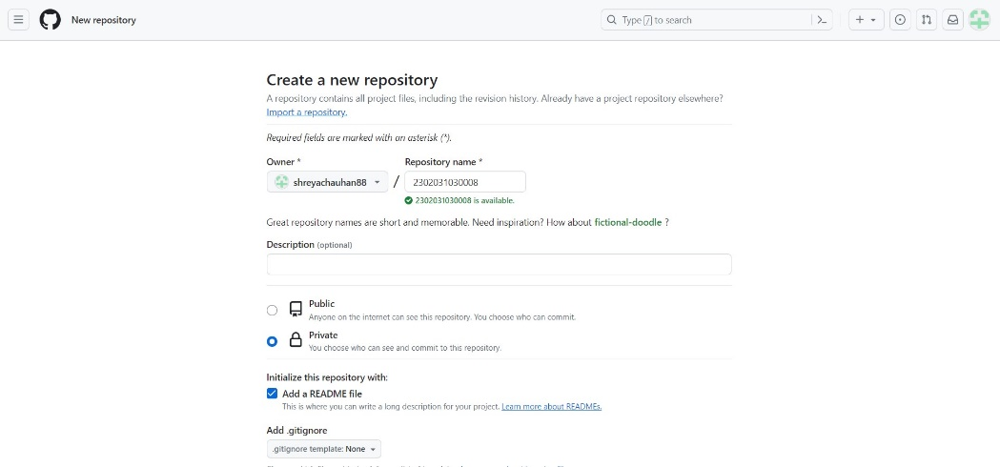 New repository
Type / to search
Create a new repository
A repository contains all project files, including the revision history. Already have a project repository elsewhere?
Import a repository.
Required fields are marked with an asterisk (*).
Owner * Repository name *
shreyachauhan88 / 2302031030008
2302031030008 is available.
Great repository names are short and memorable. Need inspiration? How about fictional-doodle ?
Description (optional)
Public
Anyone on the internet can see this repository. You choose who can commit.
Private
You choose who can see and commit to this repository.
Initialize this repository with:
Add a README file
This is where you can write a long description for your project. Learn more about READMEs.
Add .gitignore
.gitignore template: None